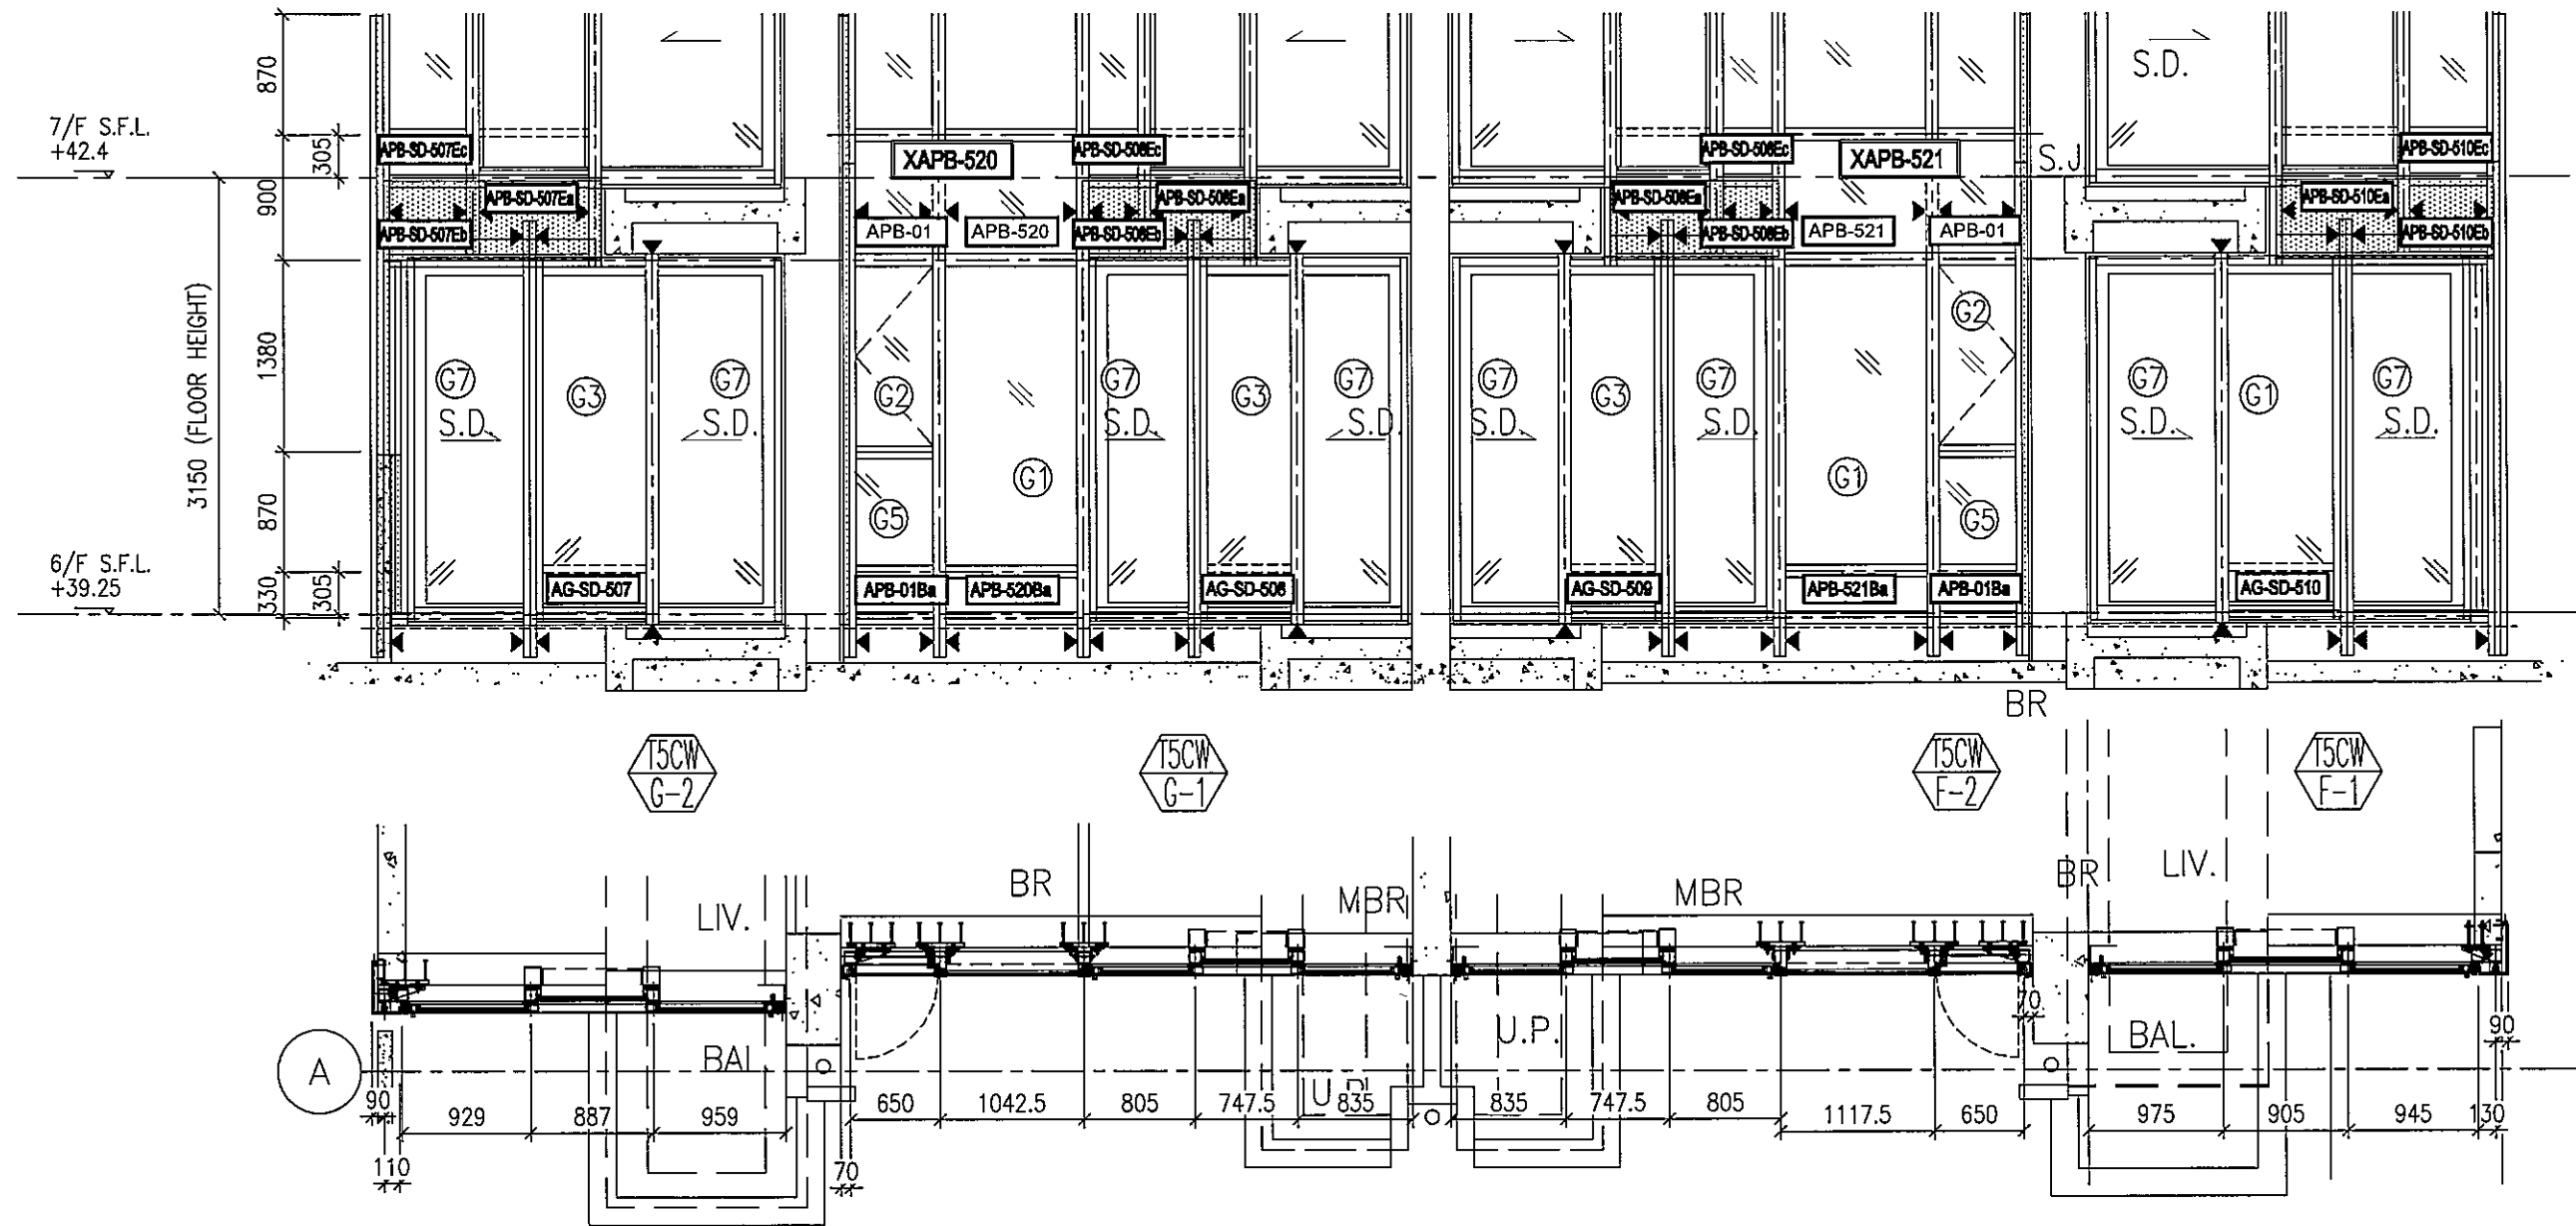 S.D.
870
7/F S.F.L.
+42.4
305
900
APB-SD-507Ec
XAPB-520
APB-SD-506Ec
APB-SD-506Ec
XAPB-521
S.J
APB-SD-510Ec
APB-SD-507Ea
APB-SD-506Ea
APB-SD-506Ea
APB-SD-510Ea
APB-SD-507Eb
APB-01
APB-520
APB-SD-506Eb
APB-SD-506Eb
APB-521
APB-01
APB-SD-510Eb
3150 (FLOOR HEIGHT)
1380
G2
G7
G3
G7
G2
G7
G3
G7
G7
G3
G7
G7
G1
G7
S.D.
S.D.
S.D.
S.D.
S.D.
S.D.
S.D.
S.D.
870
G1
G1
G5
G5
6/F S.F.L.
+39.25
330
305
AG-SD-507
APB-01Ba
APB-520Ba
AG-SD-506
AG-SD-509
APB-521Ba
APB-01Ba
AG-SD-510
BR
T5CW
G-2
T5CW
G-1
T5CW
F-2
T5CW
F-1
LIV.
BR
MBR
MBR
BR
LIV.
70
90
A
BAL
U.P.
BAL.
U.P.
90
929
887
959
650
1042.5
805
747.5
835
835
747.5
805
1117.5
650
975
905
945
130
110
70